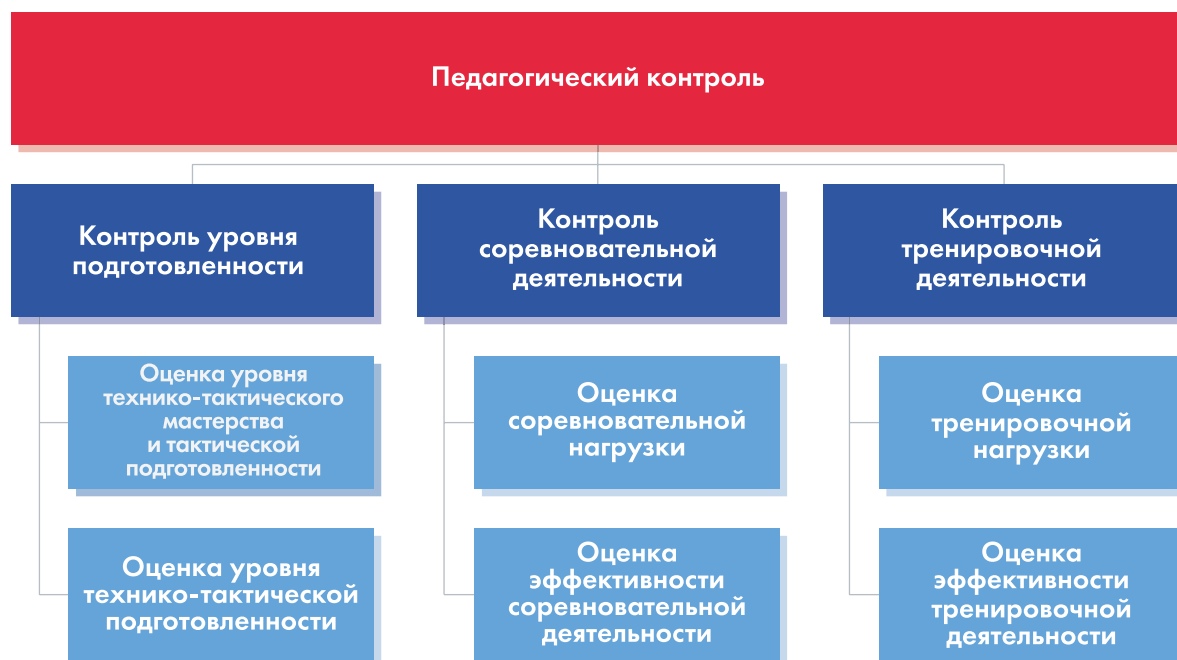 Педагогический контроль
Контроль уровня
подготовленности
Контроль
соревновательной
деятельности
Контроль
тренировочной
деятельности
Оценка уровня
технико-тактического
мастерства
и тактической
подготовленности
Оценка
соревновательной
нагрузки
Оценка
тренировочной
нагрузки
Оценка уровня
технико-тактической
подготовленности
Оценка
эффективности
соревновательной
деятельности
Оценка
эффективности
тренировочной
деятельности